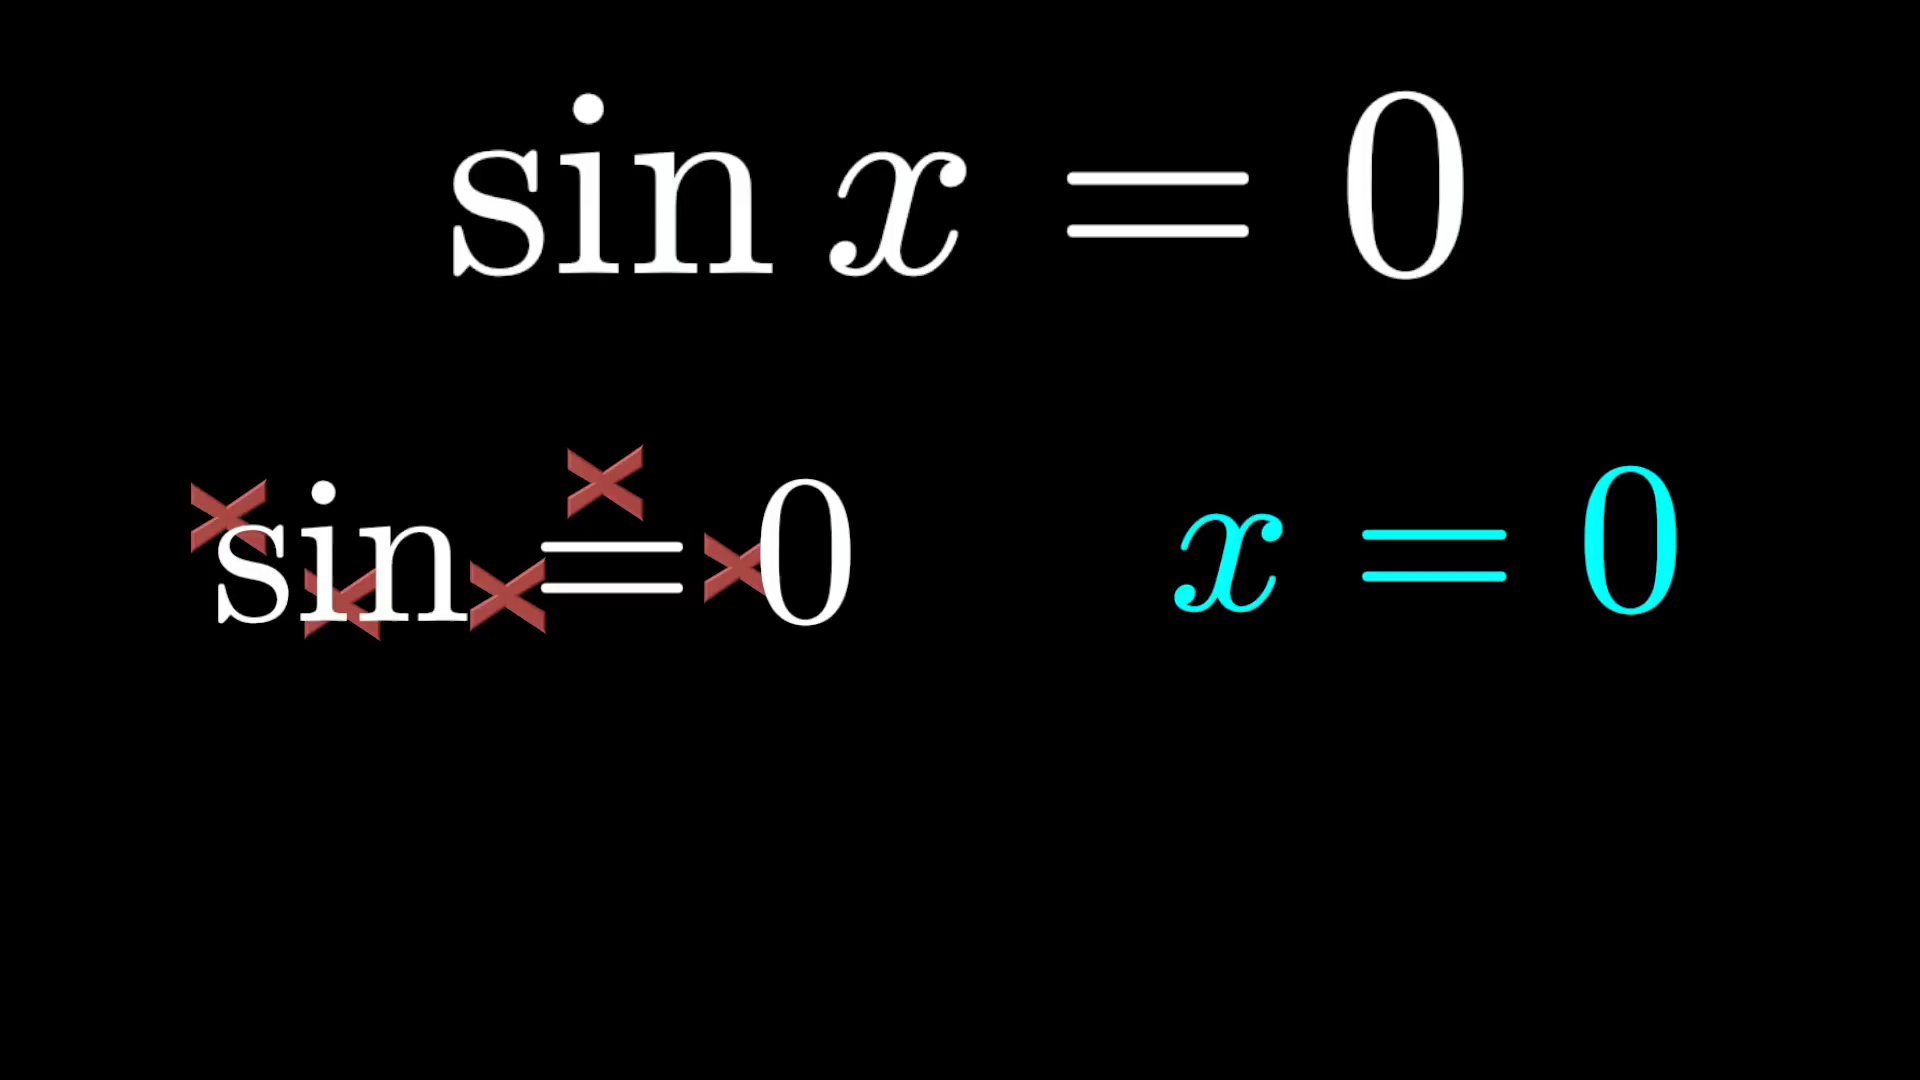 sin x = 0
sin = 0
x = 0